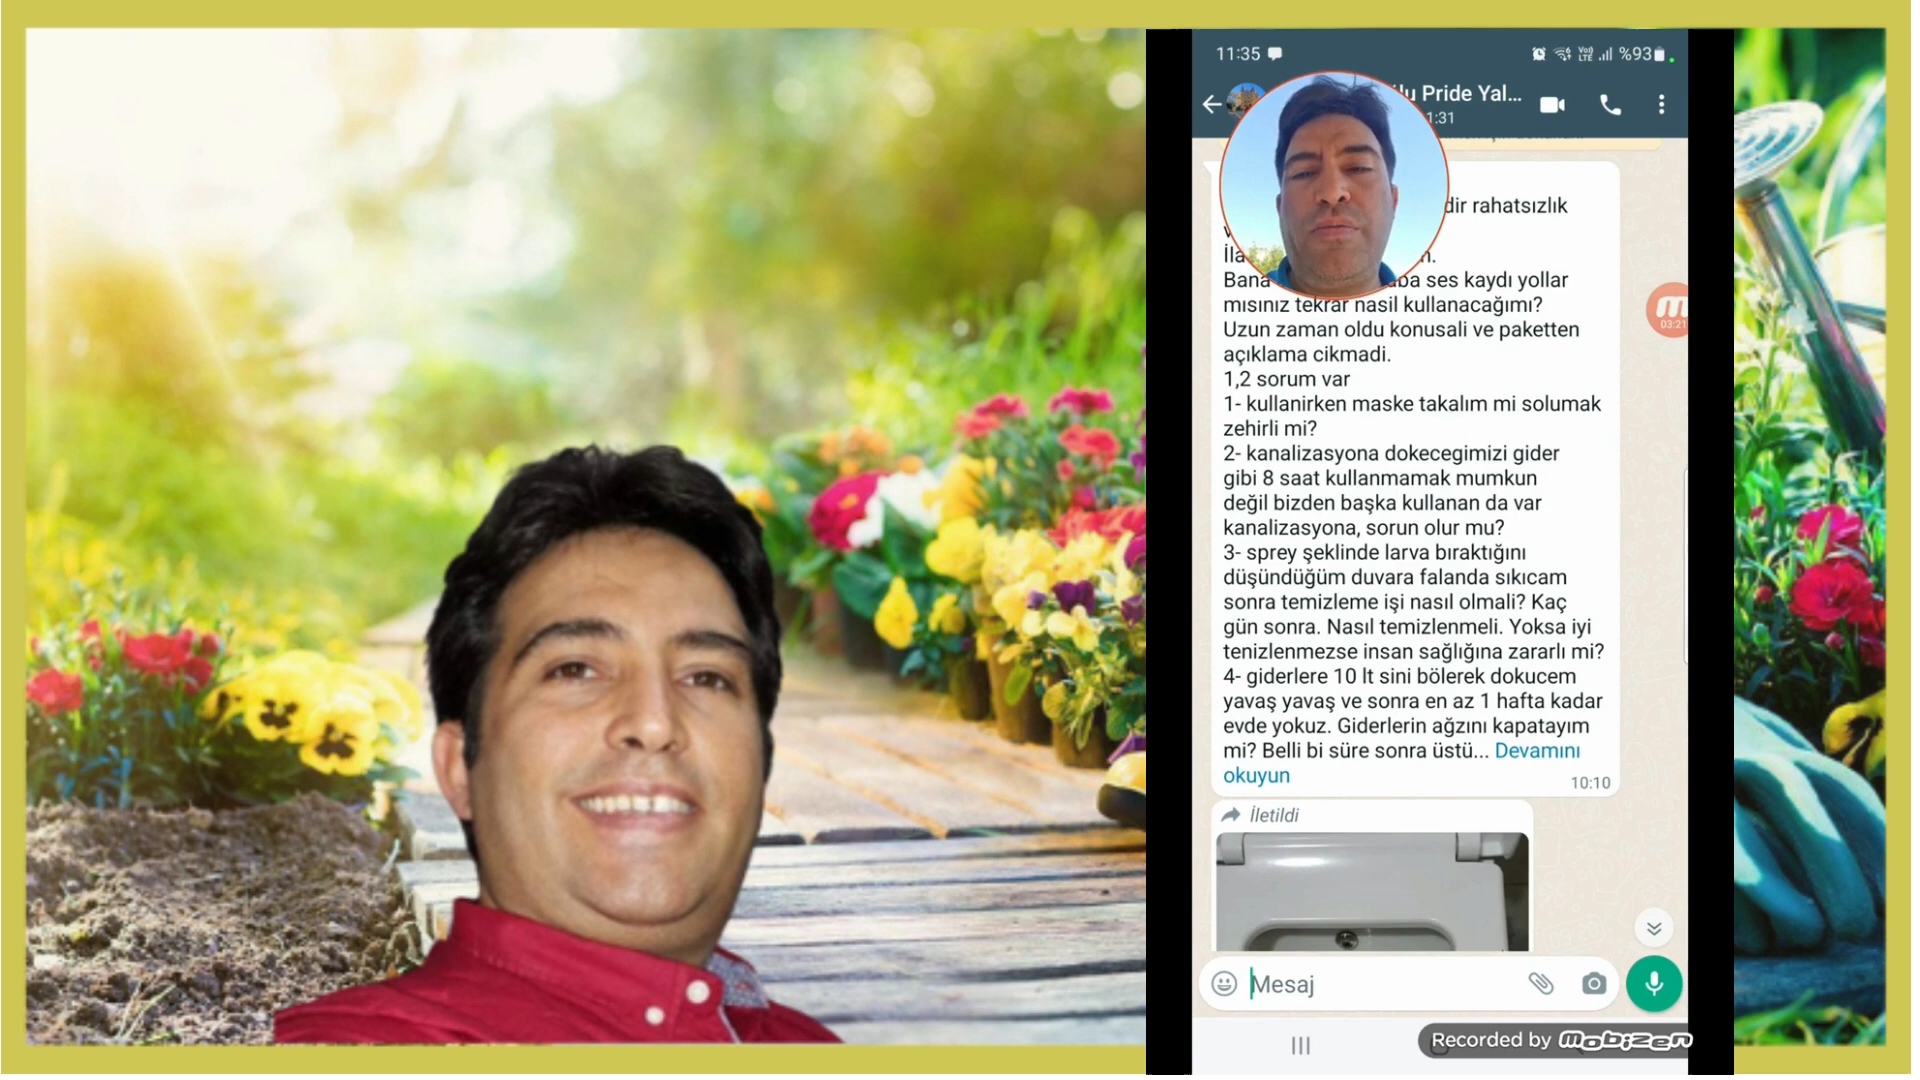 11:35
Vo)) LTE %93
lu Pride Yal...
1:31
dir rahatsızlık
İla
Bana ses kaydı yollar
mısınız tekrar nasil kullanacağımı?
Uzun zaman oldu konusali ve paketten
açıklama cikmadi.
1,2 sorum var
1- kullanirken maske takalım mi solumak
zehirli mi?
2- kanalizasyona dokecegimizi gider
gibi 8 saat kullanmamak mumkun
değil bizden başka kullanan da var
kanalizasyona, sorun olur mu?
3- sprey şeklinde larva bıraktığını
düşündüğüm duvara falanda sıkıcam
sonra temizleme işi nasıl olmali? Kaç
gün sonra. Nasıl temizlenmeli. Yoksa iyi
tenizlenmezse insan sağlığına zararlı mi?
4- giderlere 10 lt sini bölerek dokucem
yavaş yavaş ve sonra en az 1 hafta kadar
evde yokuz. Giderlerin ağzını kapatayım
mi? Belli bi süre sonra üstü... Devamını
okuyun
10:10
İletildi
03:21
Mesaj
Recorded by mobizen